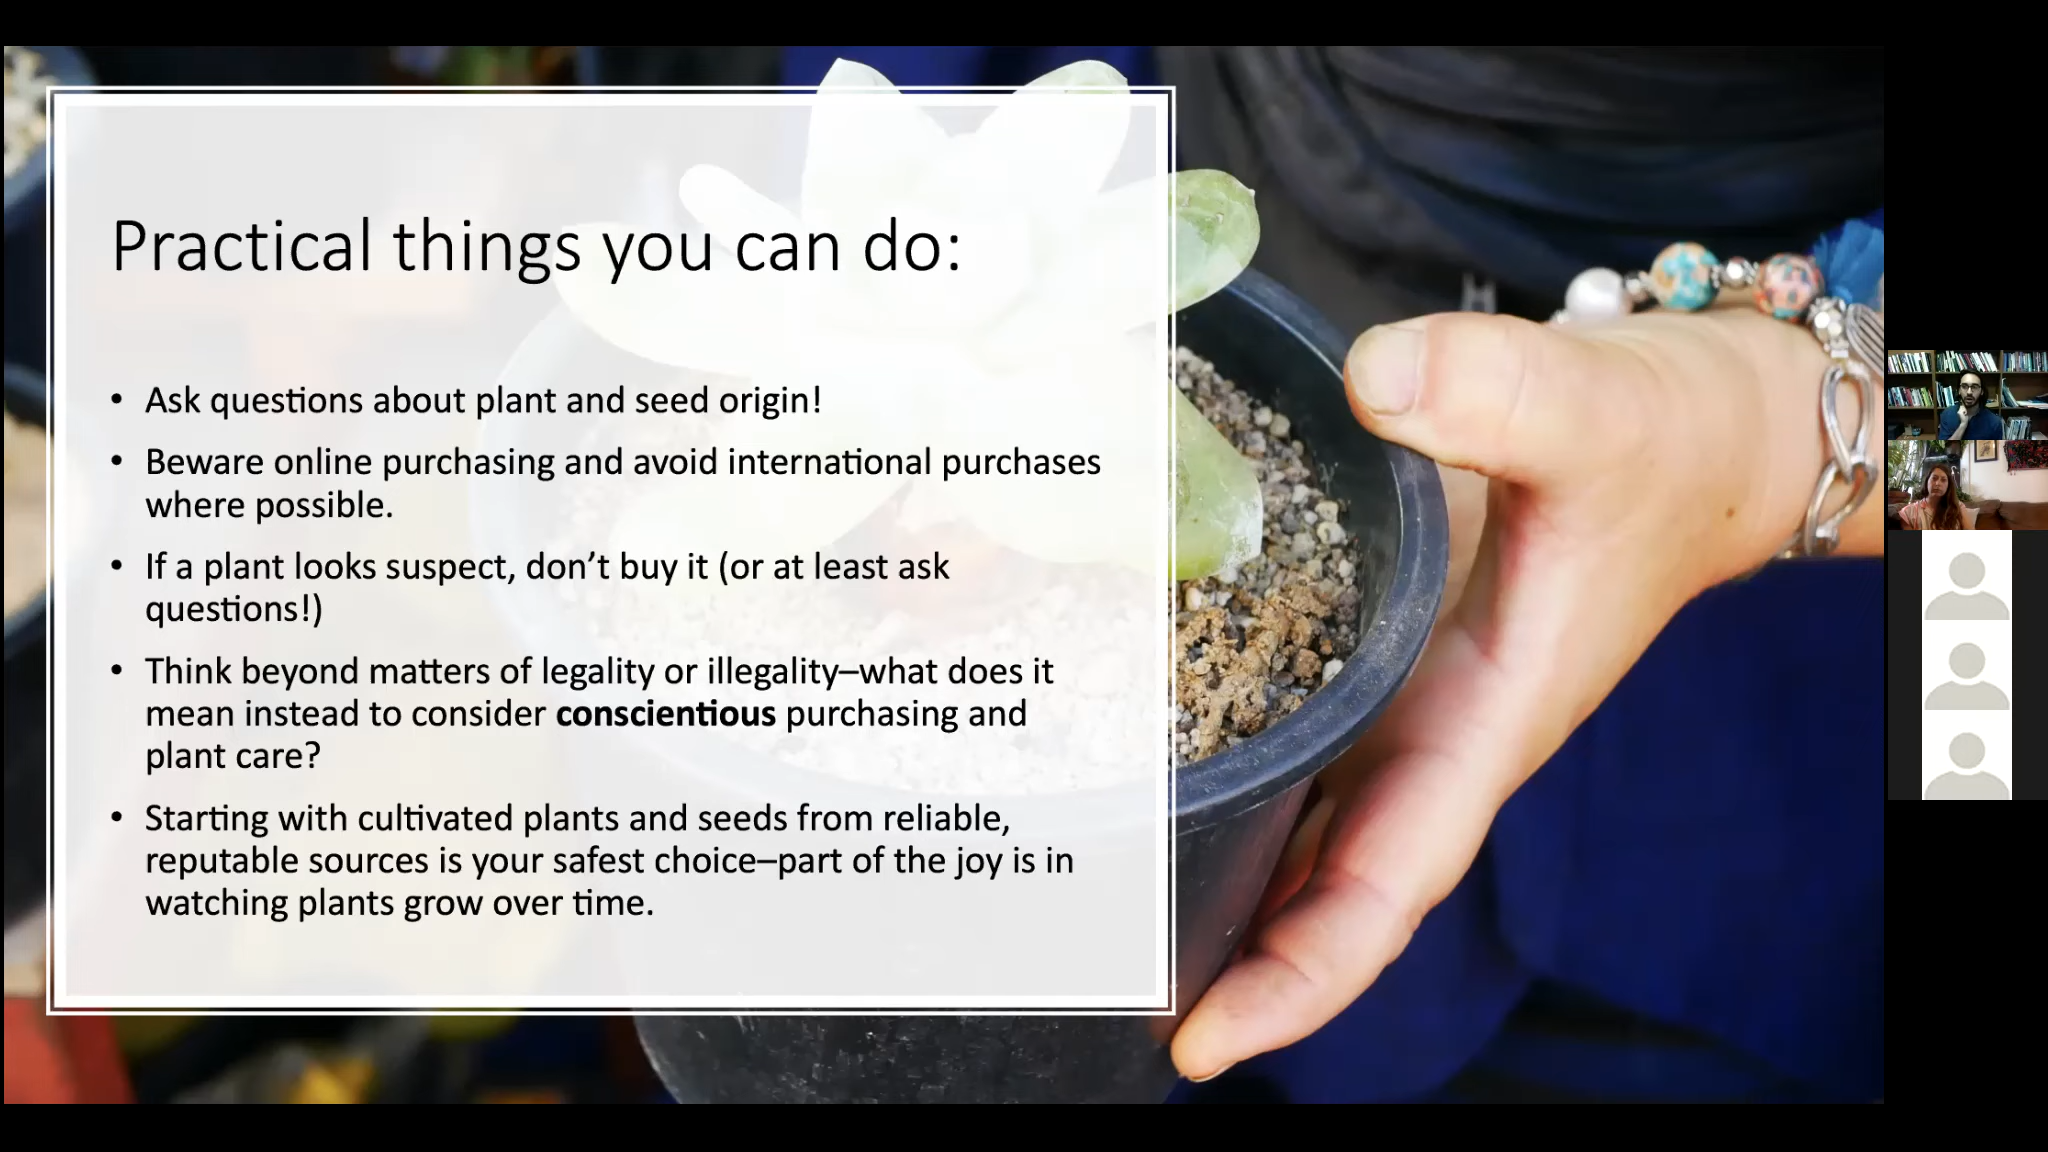 Practical things you can do:
• Ask questions about plant and seed origin!
• Beware online purchasing and avoid international purchases
where possible.
• If a plant looks suspect, don’t buy it (or at least ask
questions!)
• Think beyond matters of legality or illegality–what does it
mean instead to consider conscientious purchasing and
plant care?
• Starting with cultivated plants and seeds from reliable,
reputable sources is your safest choice–part of the joy is in
watching plants grow over time.